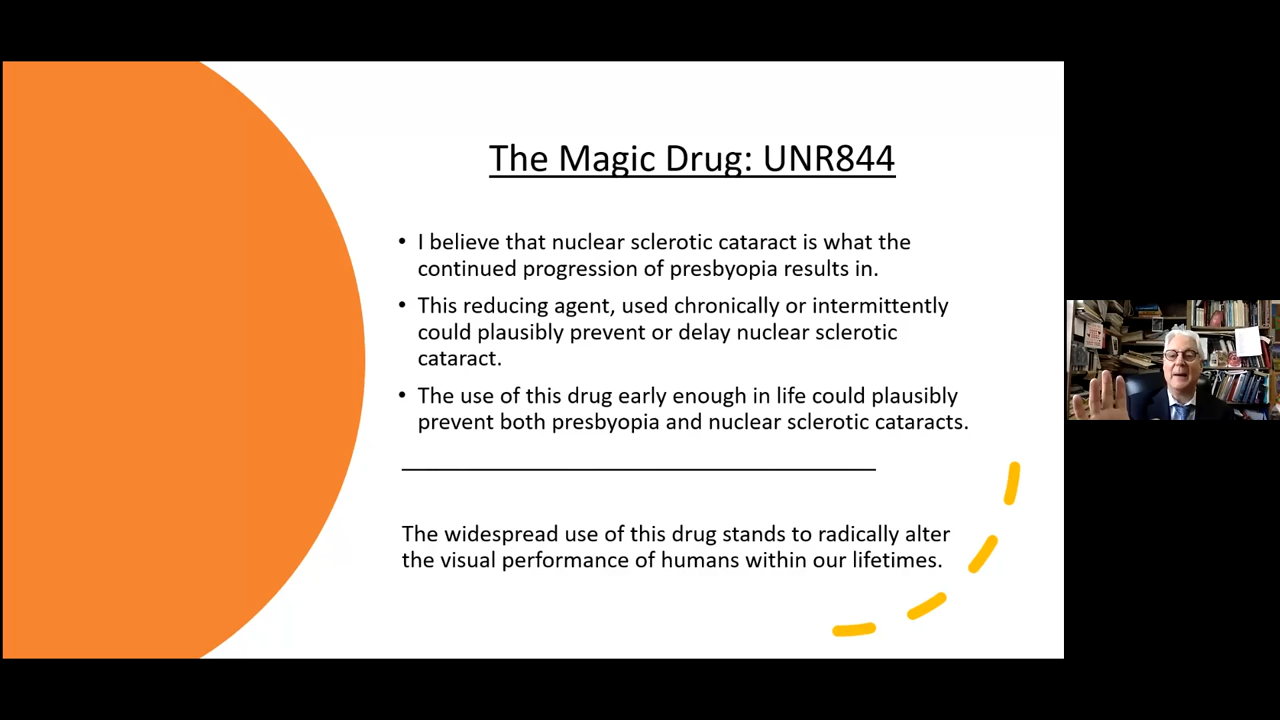 The Magic Drug: UNR844
• I believe that nuclear sclerotic cataract is what the
continued progression of presbyopia results in.
• This reducing agent, used chronically or intermittently
could plausibly prevent or delay nuclear sclerotic
cataract.
• The use of this drug early enough in life could plausibly
prevent both presbyopia and nuclear sclerotic cataracts.
The widespread use of this drug stands to radically alter
the visual performance of humans within our lifetimes.